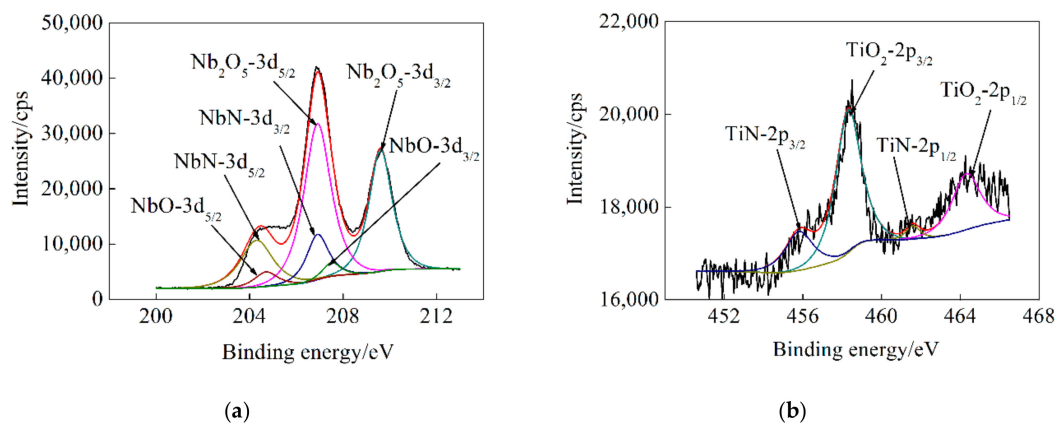 50,000
40,000
30,000
20,000
10,000
0
Intensity/cps
Nb₂O₅-3d₅/₂
Nb₂O₅-3d₃/₂
NbN-3d₃/₂
NbO-3d₃/₂
NbN-3d₅/₂
NbO-3d₅/₂
200 204 208 212
Binding energy/eV
(a)
22,000
20,000
18,000
16,000
Intensity/cps
TiO₂-2p₃/₂
TiO₂-2p₁/₂
TiN-2p₃/₂
TiN-2p₁/₂
452 456 460 464 468
Binding energy/eV
(b)